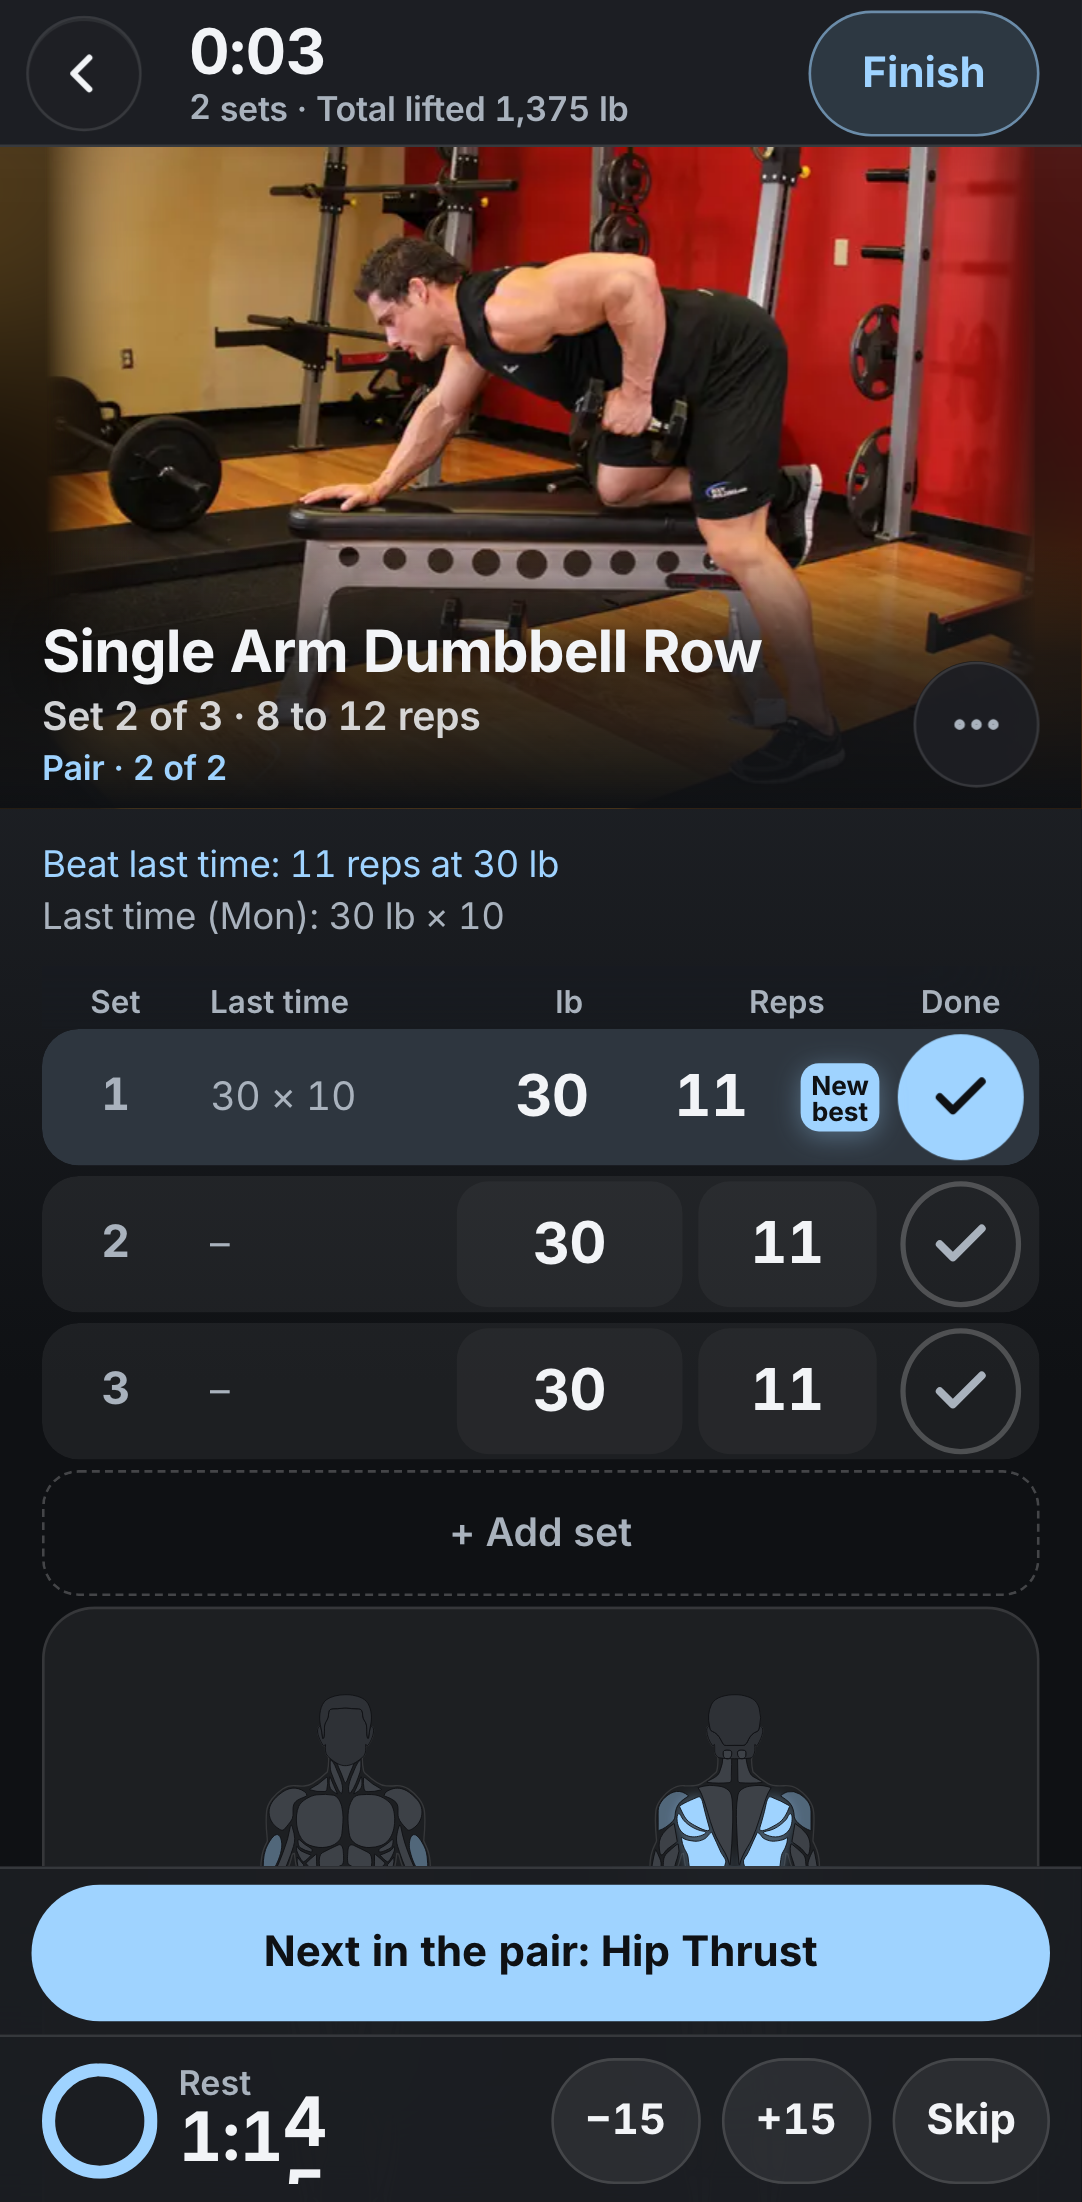 0:03
2 sets · Total lifted 1,375 lb
Finish
Single Arm Dumbbell Row
Set 2 of 3 · 8 to 12 reps
Pair · 2 of 2
Beat last time: 11 reps at 30 lb
Last time (Mon): 30 lb × 10
Set Last time lb Reps Done
1 30 × 10 30 11 New best
2 – 30 11
3 – 30 11
+ Add set
Next in the pair: Hip Thrust
Rest
1:14
−15 +15 Skip